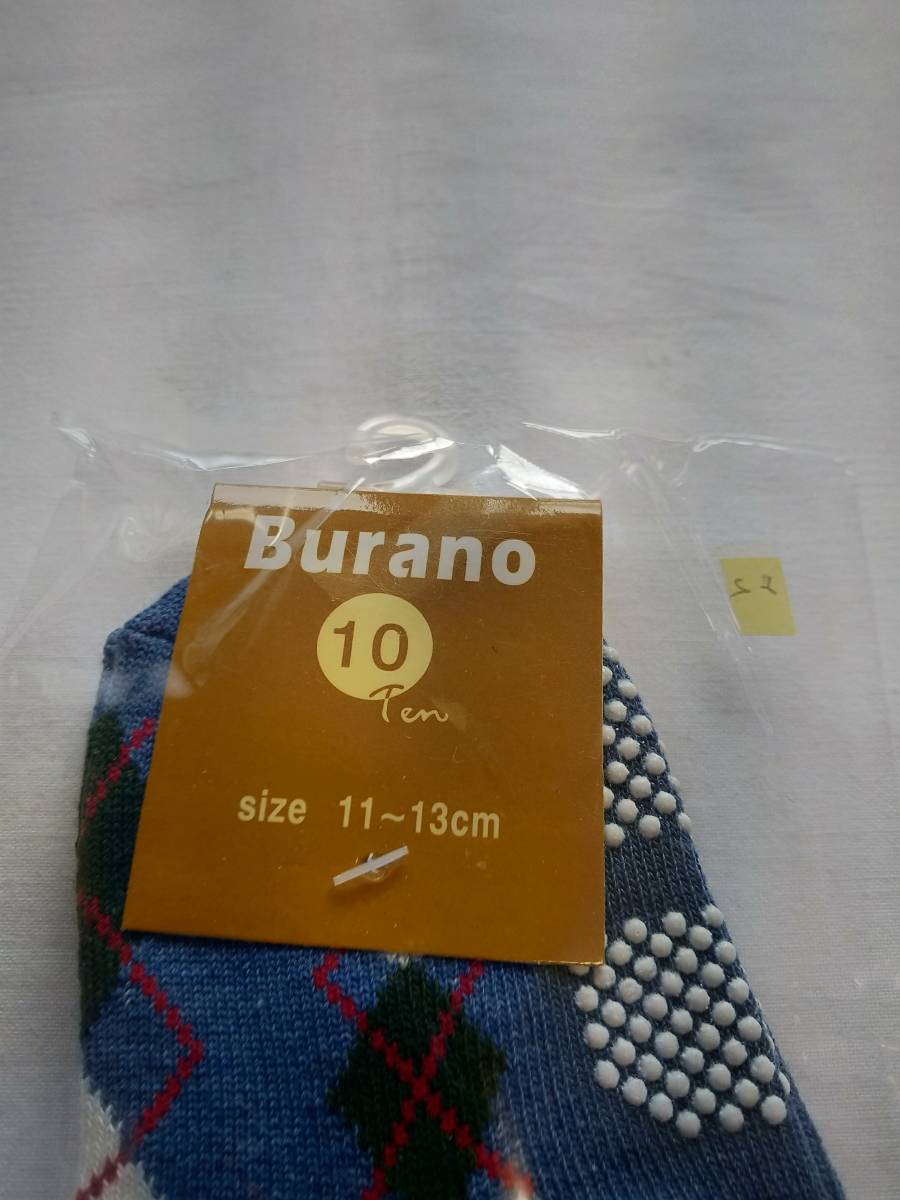 Burano
10
Ten
size 11~13cm